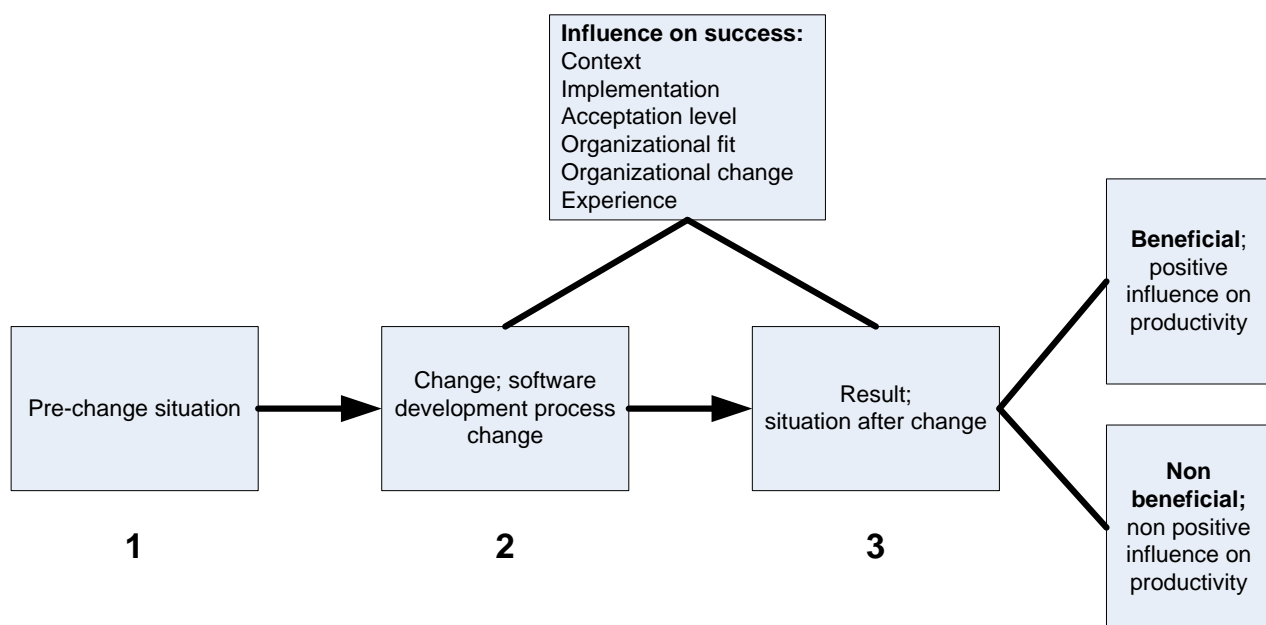 Influence on success:
Context
Implementation
Acceptation level
Organizational fit
Organizational change
Experience
Pre-change situation
Change; software
development process
change
Result;
situation after change
Beneficial;
positive
influence on
productivity
Non
beneficial;
non positive
influence on
productivity
1
2
3